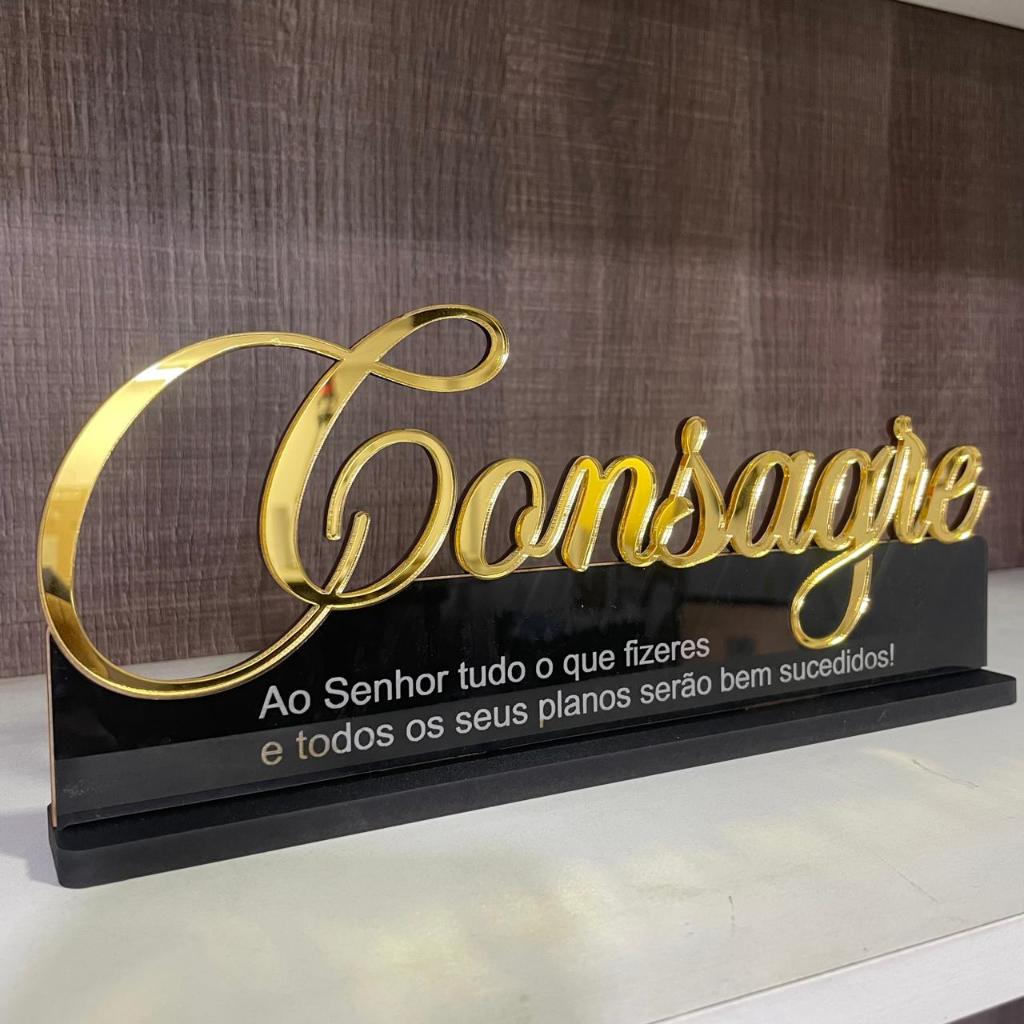 Consagre
Ao Senhor tudo o que fizeres
e todos os seus planos serão bem sucedidos!